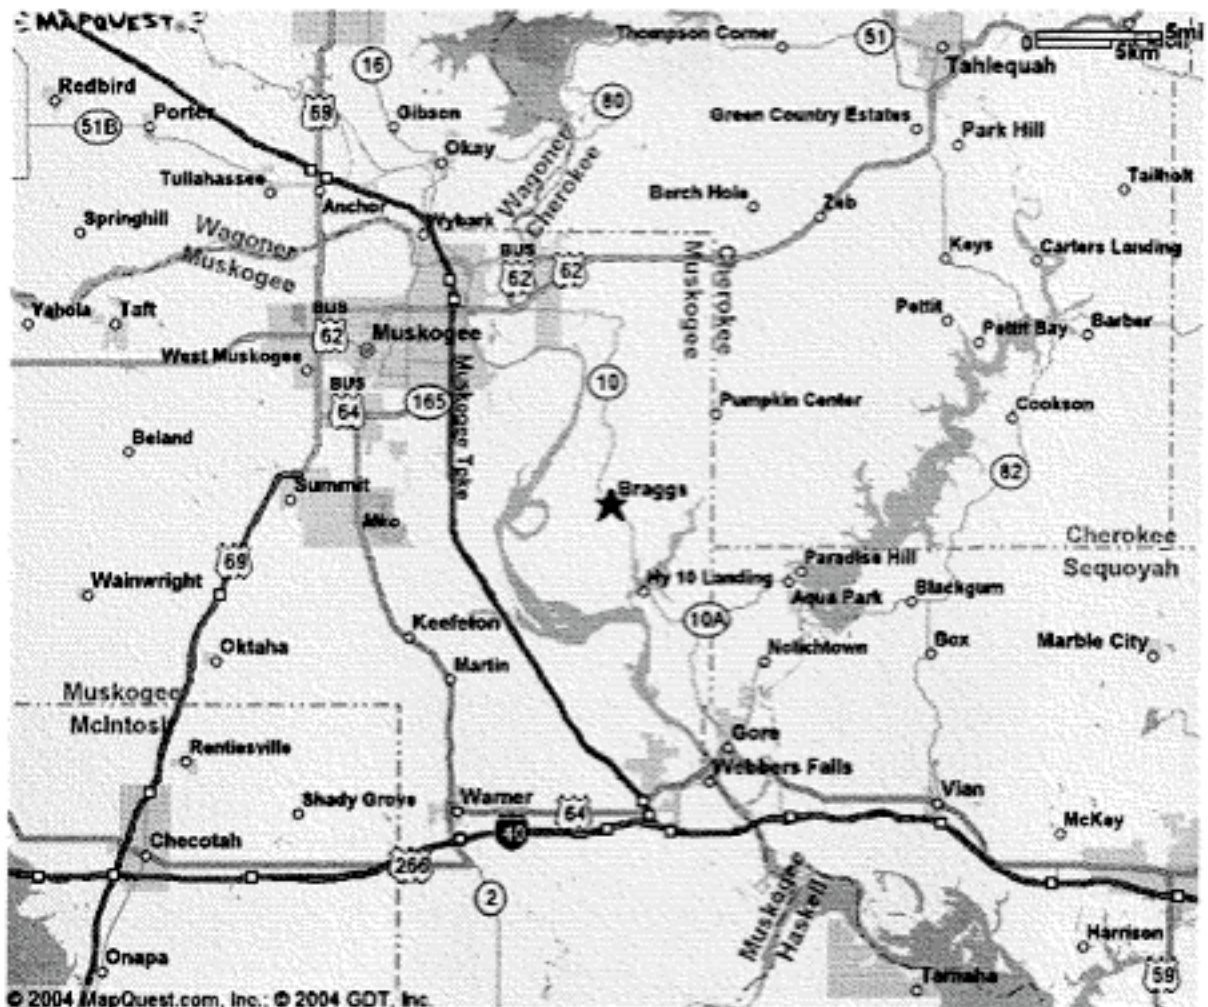 MAPQUEST
Thompson Corner
51
5mi
0
5km
Tahlequah
16
Redbird
69
80
Porter
Gibson
Green Country Estates
51B
Park Hill
Okay
Wagoner
Cherokee
Tullahassee
Tailholt
Anchor
Zeb
Springhill
Wybark
Wagoner
Muskogee
BUS
62
62
Muskogee
Cherokee
Keys
Carters Landing
Yahola
Taft
BUS
62
Muskogee
Pettit
Pettit Bay
Barber
West Muskogee
BUS
64
165
Muskogee Tpke
10
Pumpkin Center
Cookson
Beland
82
Summit
Braggs
Cherokee
Sequoyah
69
Paradise Hill
Wainwright
Hy 10 Landing
Aqua Park
Blackgum
10A
Keefeton
Oktaha
Notichtown
Box
Marble City
Martin
Muskogee
McIntosh
Rentiesville
Gore
Webbers Falls
Shady Grove
Warner
64
Vian
McKey
40
Checotah
266
2
Muskogee
Haskell
Harrison
59
Onapa
Tamaha
© 2004 MapQuest.com, Inc.; © 2004 GDT, Inc.